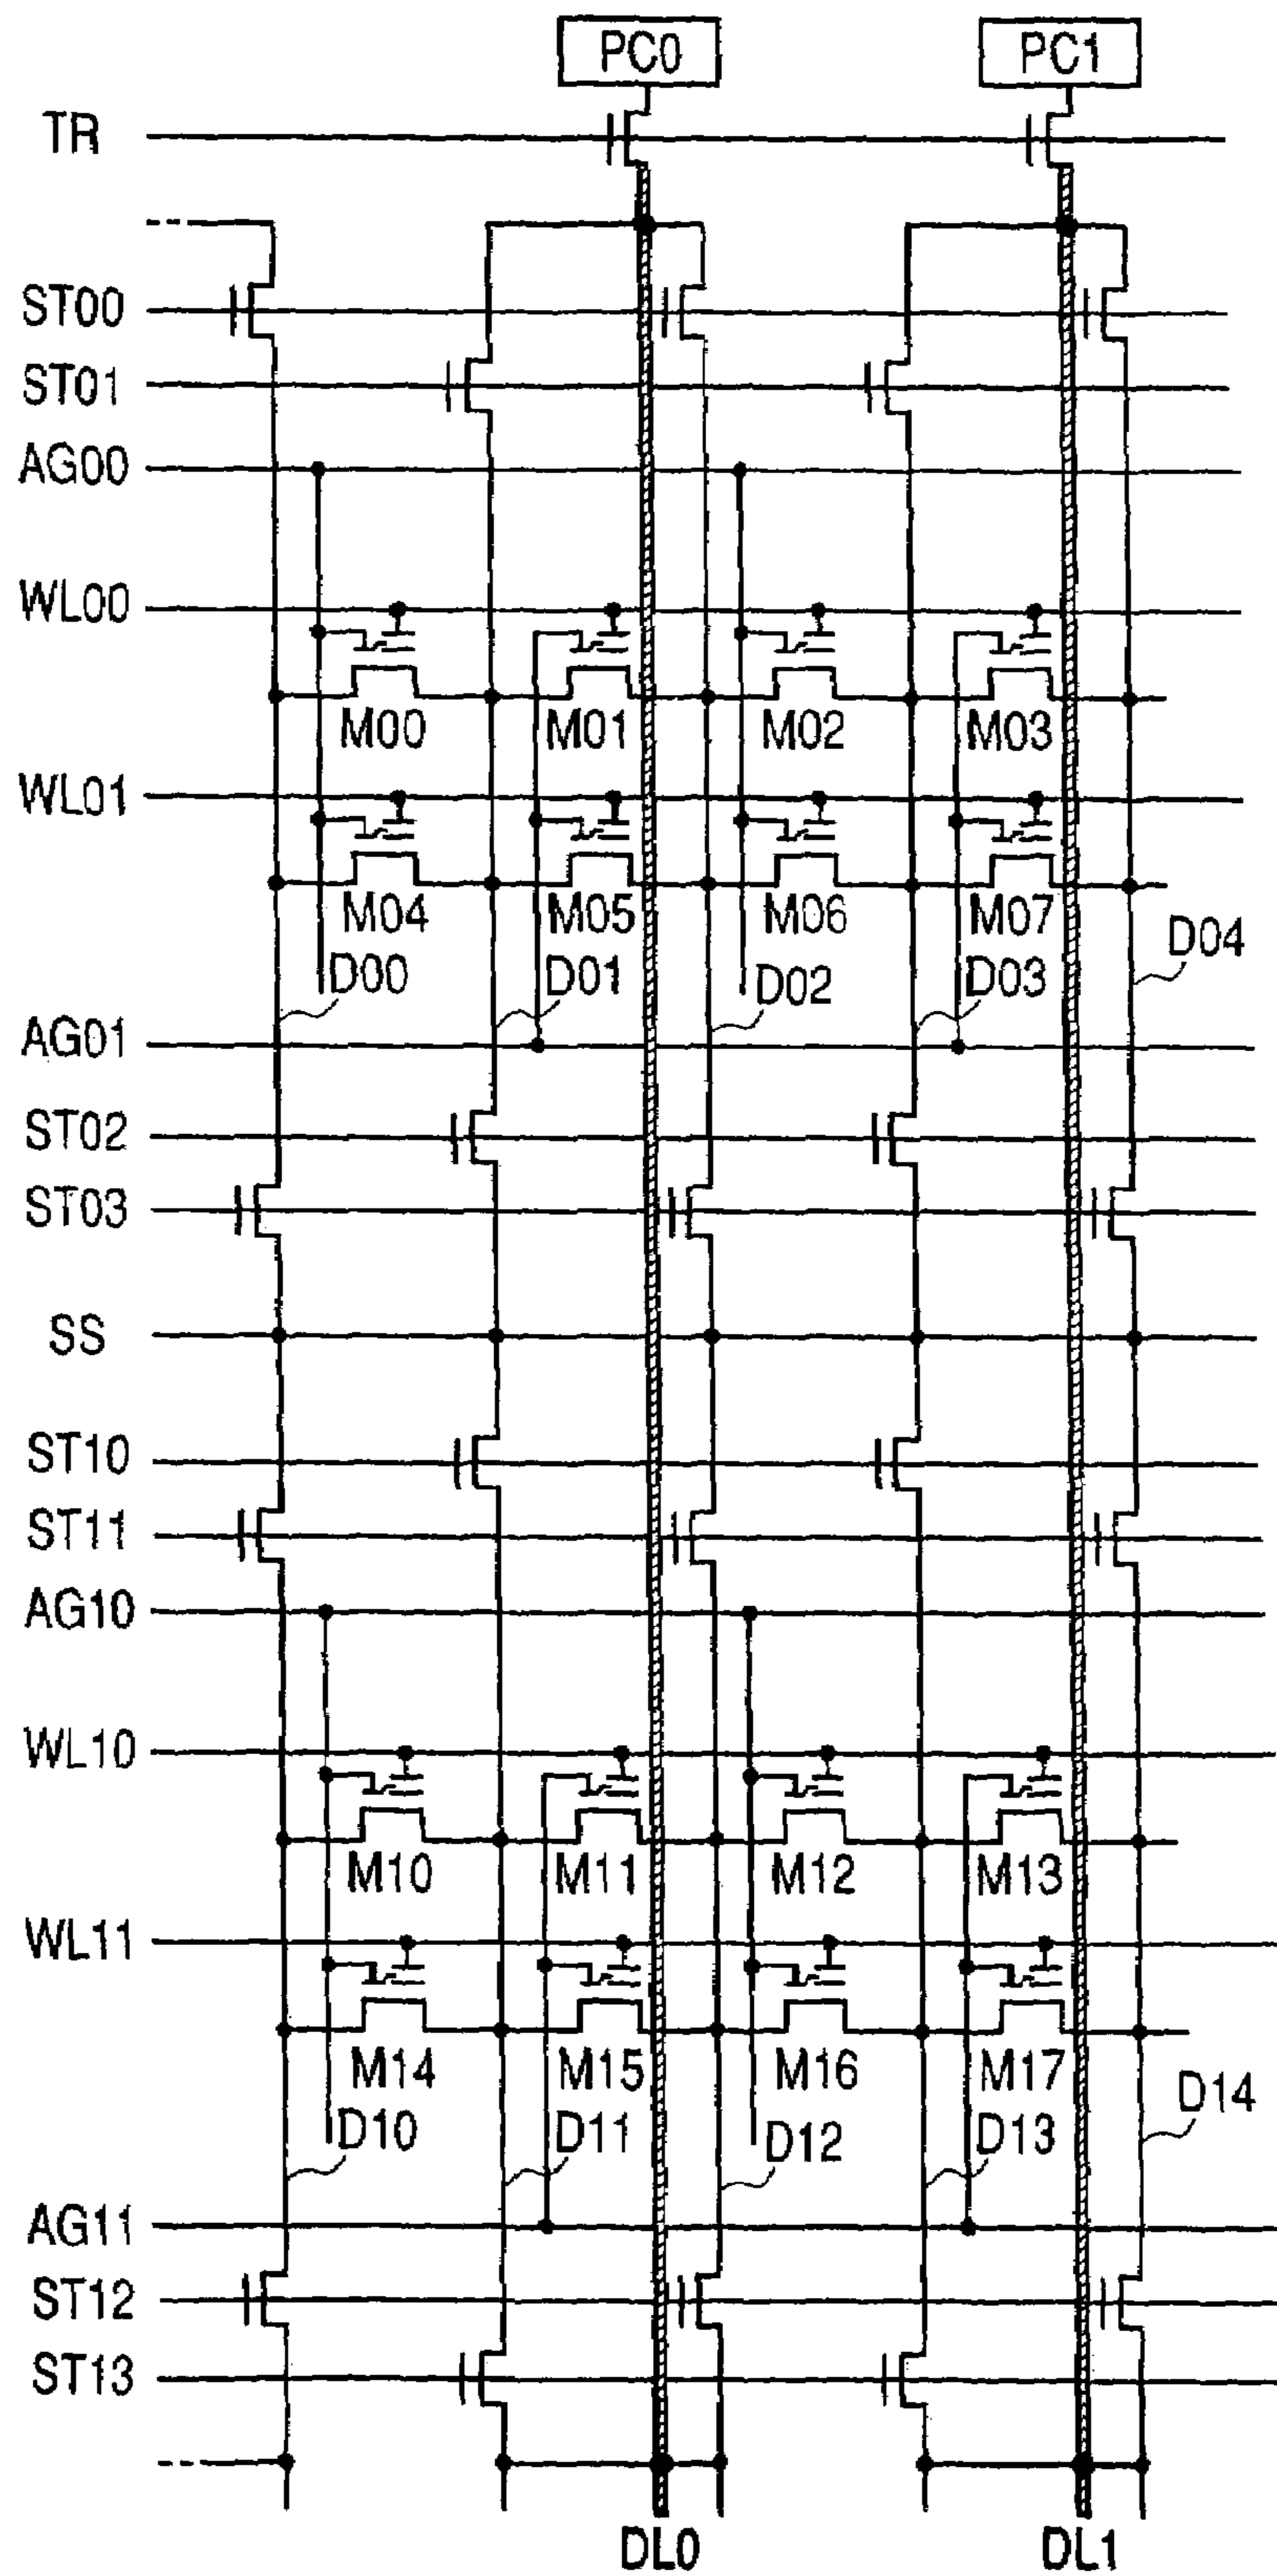 PC0 PC1
TR
ST00
ST01
AG00
WL00
M00 M01 M02 M03
WL01
M04 M05 M06 M07
D00 D01 D02 D03 D04
AG01
ST02
ST03
SS
ST10
ST11
AG10
WL10
M10 M11 M12 M13
WL11
M14 M15 M16 M17
D10 D11 D12 D13 D14
AG11
ST12
ST13
DL0 DL1